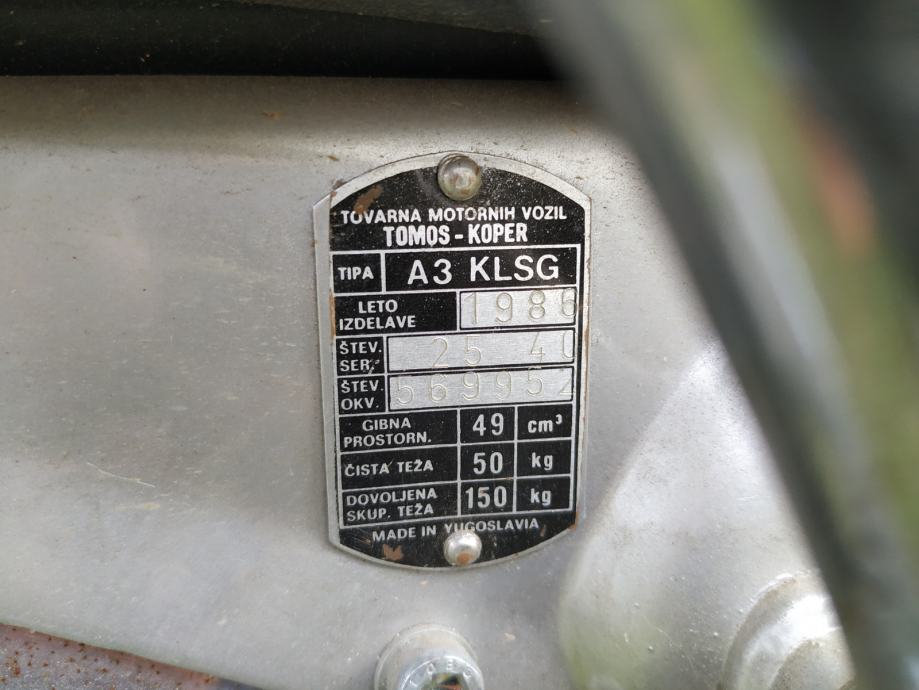 TOVARNA MOTORNIH VOZIL
TOMOS - KOPER
TIPA A3 KLSG
LETO IZDELAVE 1986
ŠTEV. SER. 25 40
ŠTEV. OKV. 569952
GIBNA PROSTORN. 49 cm³
ČISTA TEŽA 50 kg
DOVOLJENA SKUP. TEŽA 150 kg
MADE IN YUGOSLAVIA